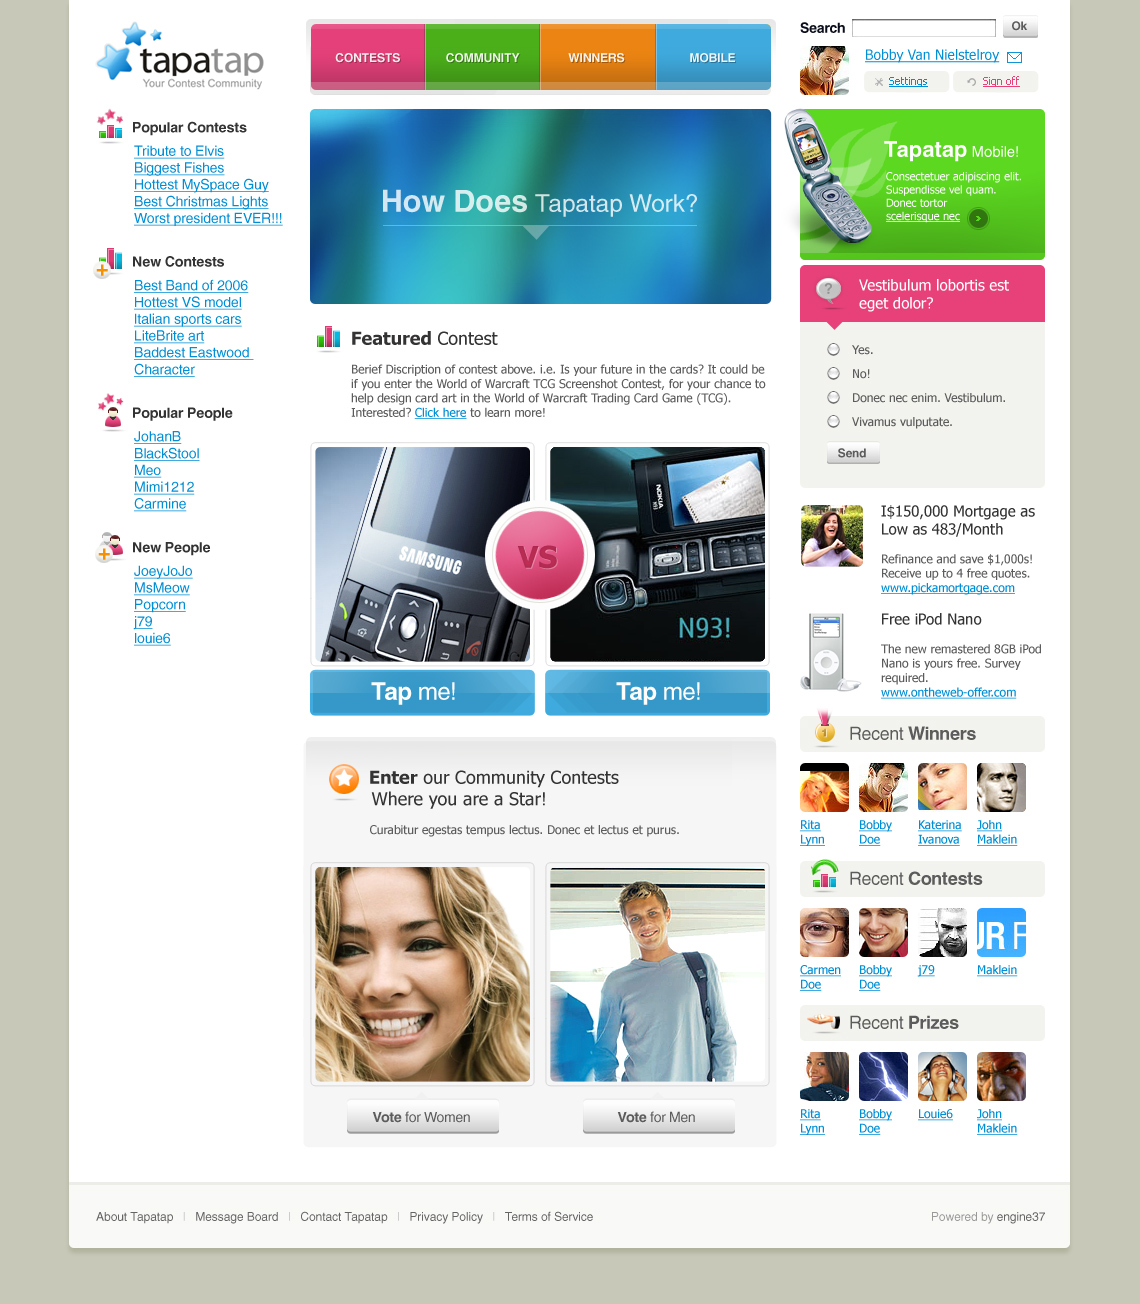 tapatap
Your Contest Community
CONTESTS
COMMUNITY
WINNERS
MOBILE
Search
Ok
Bobby Van Nielstelroy
Settings
Sign off
Popular Contests
Tribute to Elvis
Biggest Fishes
Hottest MySpace Guy
Best Christmas Lights
Worst president EVER!!!
New Contests
Best Band of 2006
Hottest VS model
Italian sports cars
LiteBrite art
Baddest Eastwood
Character
Popular People
JohanB
BlackStool
Meo
Mimi1212
Carmine
New People
JoeyJoJo
MsMeow
Popcorn
j79
louie6
How Does Tapatap Work?
Featured Contest
Berief Discription of contest above. i.e. Is your future in the cards? It could be
if you enter the World of Warcraft TCG Screenshot Contest, for your chance to
help design card art in the World of Warcraft Trading Card Game (TCG).
Interested? Click here to learn more!
SAMSUNG
VS
NOKIA
N93!
Tap me!
Tap me!
Enter our Community Contests
Where you are a Star!
Curabitur egestas tempus lectus. Donec et lectus et purus.
Vote for Women
Vote for Men
Tapatap Mobile!
Consectetuer adipiscing elit.
Suspendisse vel quam.
Donec tortor
scelerisque nec
?
Vestibulum lobortis est
eget dolor?
Yes.
No!
Donec nec enim. Vestibulum.
Vivamus vulputate.
Send
I$150,000 Mortgage as
Low as 483/Month
Refinance and save $1,000s!
Receive up to 4 free quotes.
www.pickamortgage.com
Free iPod Nano
The new remastered 8GB iPod
Nano is yours free. Survey
required.
www.ontheweb-offer.com
1
Recent Winners
Rita
Lynn
Bobby
Doe
Katerina
Ivanova
John
Maklein
Recent Contests
UR F
Carmen
Doe
Bobby
Doe
j79
Maklein
Recent Prizes
Rita
Lynn
Bobby
Doe
Louie6
John
Maklein
About Tapatap
Message Board
Contact Tapatap
Privacy Policy
Terms of Service
Powered by engine37